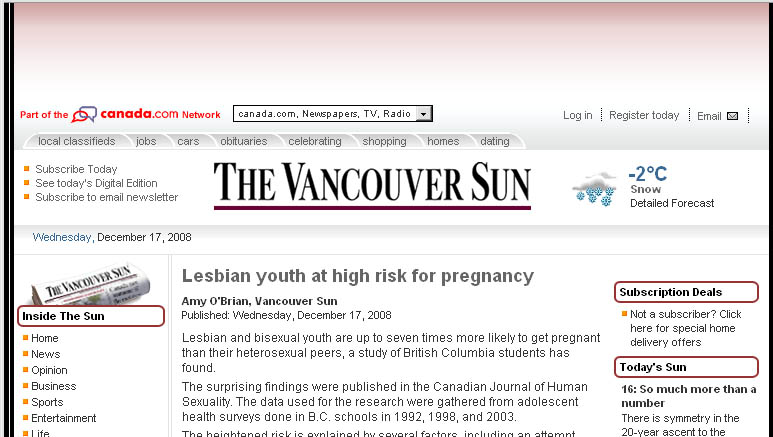 Part of the canada.com Network
canada.com, Newspapers, TV, Radio
Log in
Register today
Email
local classifieds
jobs
cars
obituaries
celebrating
shopping
homes
dating
Subscribe Today
See today's Digital Edition
Subscribe to email newsletter
THE VANCOUVER SUN
-2°C
Snow
Detailed Forecast
Wednesday, December 17, 2008
THE VANCOUVER SUN
Inside The Sun
Home
News
Opinion
Business
Sports
Entertainment
Life
Lesbian youth at high risk for pregnancy
Amy O'Brian, Vancouver Sun
Published: Wednesday, December 17, 2008
Lesbian and bisexual youth are up to seven times more likely to get pregnant
than their heterosexual peers, a study of British Columbia students has
found.
The surprising findings were published in the Canadian Journal of Human
Sexuality. The data used for the research were gathered from adolescent
health surveys done in B.C. schools in 1992, 1998, and 2003.
The heightened risk is explained by several factors, including an attempt
Subscription Deals
Not a subscriber? Click
here for special home
delivery offers
Today's Sun
16: So much more than a
number
There is symmetry in the
20-year ascent to the